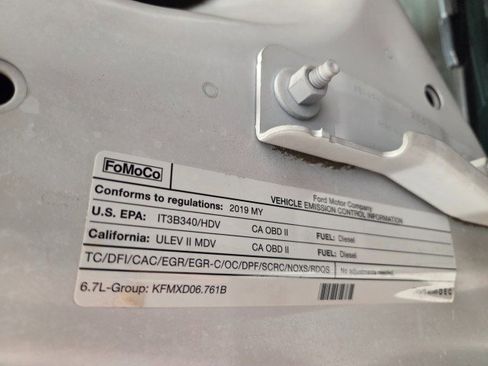 FoMoCo
Ford Motor Company
VEHICLE EMISSION CONTROL INFORMATION
Conforms to regulations: 2019 MY
U.S. EPA: IT3B340/HDV CA OBD II FUEL: Diesel
California: ULEV II MDV CA OBD II FUEL: Diesel
TC/DFI/CAC/EGR/EGR-C/OC/DPF/SCRC/NOXS/RDQS No adjustments needed.
6.7L-Group: KFMXD06.761B